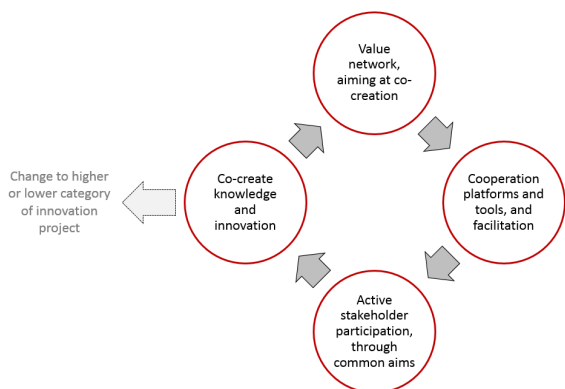 Value
network,
aiming at co-
creation
Change to higher
or lower category
of innovation
project
Co-create
knowledge
and
innovation
Cooperation
platforms and
tools, and
facilitation
Active
stakeholder
participation,
through
common aims